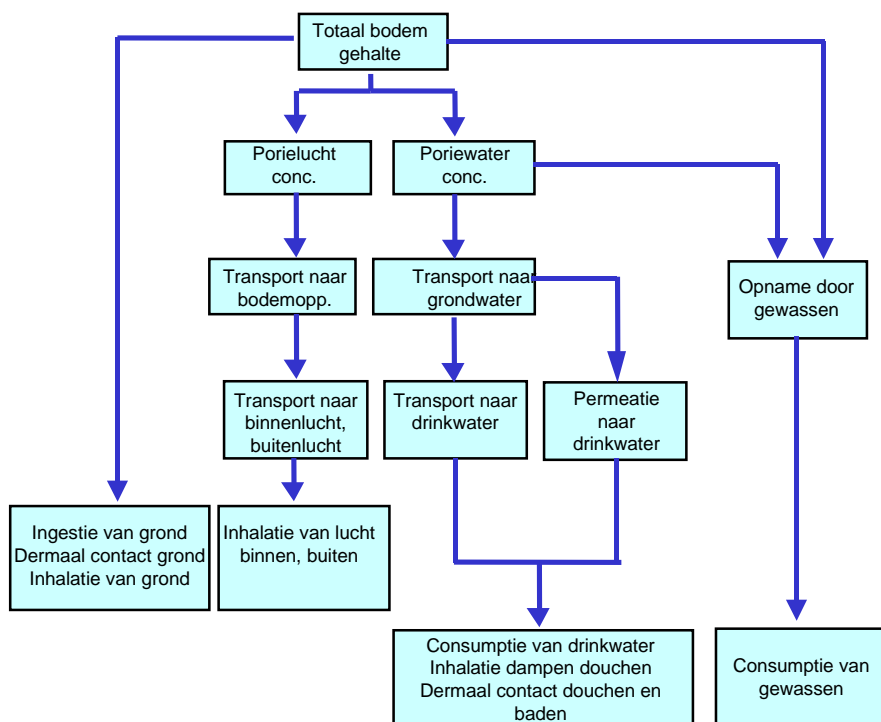 Totaal bodem
gehalte
Porielucht
conc.
Poriewater
conc.
Transport naar
bodemopp.
Transport naar
grondwater
Opname door
gewassen
Transport naar
binnenlucht,
buitenlucht
Transport naar
drinkwater
Permeatie
naar
drinkwater
Ingestie van grond
Dermaal contact grond
Inhalatie van grond
Inhalatie van lucht
binnen, buiten
Consumptie van drinkwater
Inhalatie dampen douchen
Dermaal contact douchen en
baden
Consumptie van
gewassen